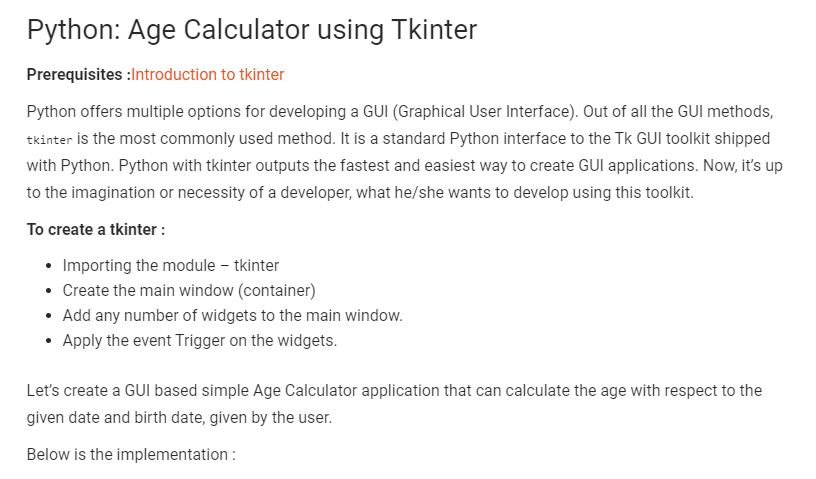 Python: Age Calculator using Tkinter
Prerequisites :Introduction to tkinter
Python offers multiple options for developing a GUI (Graphical User Interface). Out of all the GUI methods,
tkinter is the most commonly used method. It is a standard Python interface to the Tk GUI toolkit shipped
with Python. Python with tkinter outputs the fastest and easiest way to create GUI applications. Now, it’s up
to the imagination or necessity of a developer, what he/she wants to develop using this toolkit.
To create a tkinter :
• Importing the module – tkinter
• Create the main window (container)
• Add any number of widgets to the main window.
• Apply the event Trigger on the widgets.
Let’s create a GUI based simple Age Calculator application that can calculate the age with respect to the
given date and birth date, given by the user.
Below is the implementation :